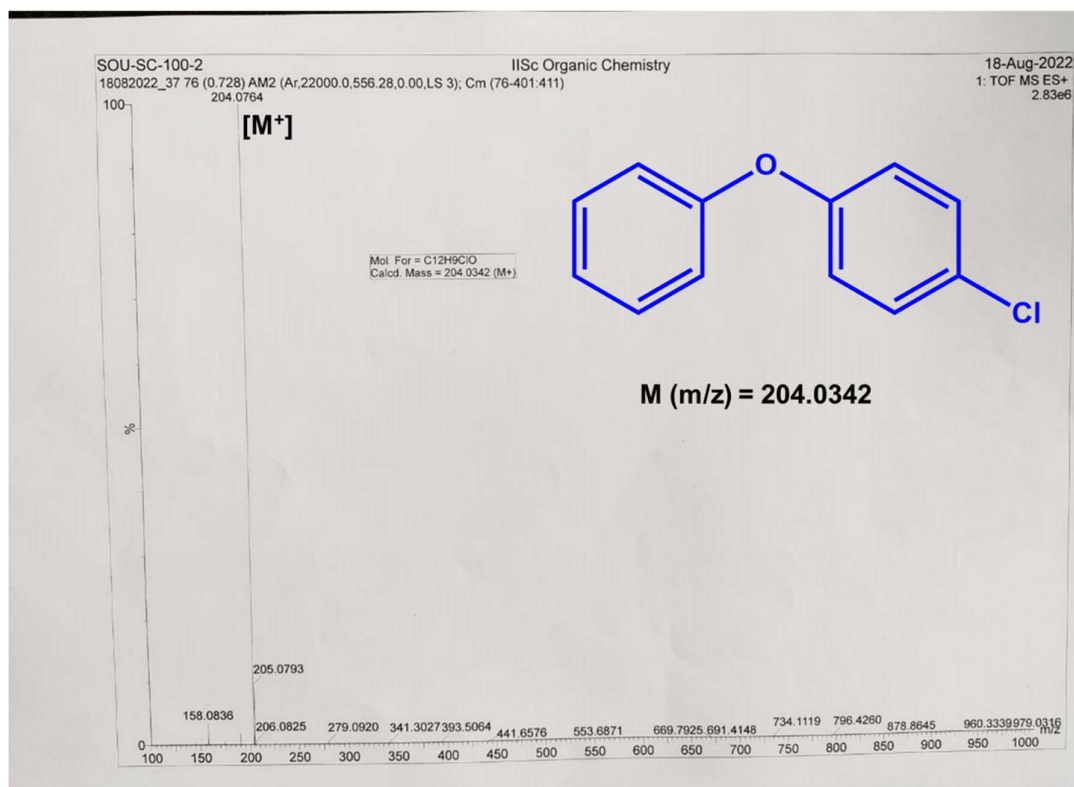 SOU-SC-100-2 IISc Organic Chemistry 18-Aug-2022
18082022_37 76 (0.728) AM2 (Ar,22000.0,556.28,0.00,LS 3); Cm (76-401:411) 1: TOF MS ES+
204.0764 2.83e6
100
[M⁺]
O
Mol. For = C12H9ClO
Calcd. Mass = 204.0342 (M+)
Cl
M (m/z) = 204.0342
%
205.0793
158.0836
206.0825 279.0920 341.3027 393.5064 441.6576 553.6871 669.7925 691.4148 734.1119 796.4260 878.8645 960.3339 979.0316
0 m/z
100 150 200 250 300 350 400 450 500 550 600 650 700 750 800 850 900 950 1000